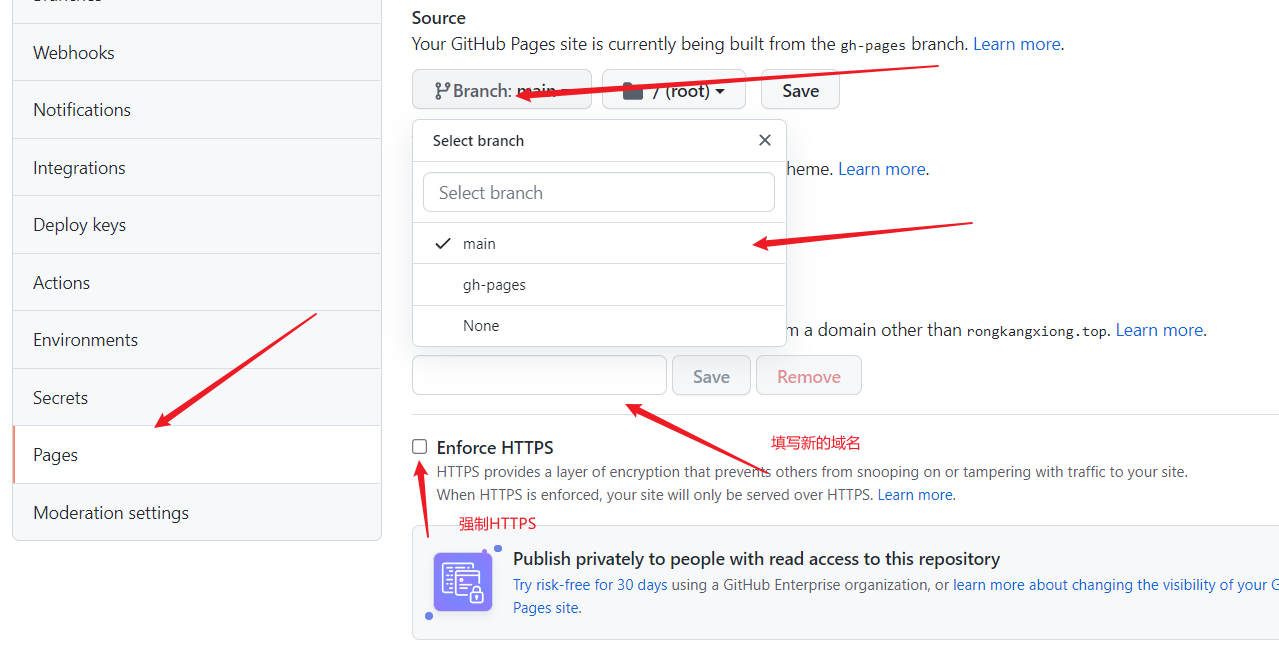 Webhooks
Notifications
Integrations
Deploy keys
Actions
Environments
Secrets
Pages
Moderation settings
Source
Your GitHub Pages site is currently being built from the gh-pages branch. Learn more.
Branch: main
/ (root)
Save
Select branch
Select branch
heme. Learn more.
main
gh-pages
None
m a domain other than rongkangxiong.top. Learn more.
Save
Remove
填写新的域名
Enforce HTTPS
HTTPS provides a layer of encryption that prevents others from snooping on or tampering with traffic to your site.
When HTTPS is enforced, your site will only be served over HTTPS. Learn more.
强制HTTPS
Publish privately to people with read access to this repository
Try risk-free for 30 days using a GitHub Enterprise organization, or learn more about changing the visibility of your G
Pages site.